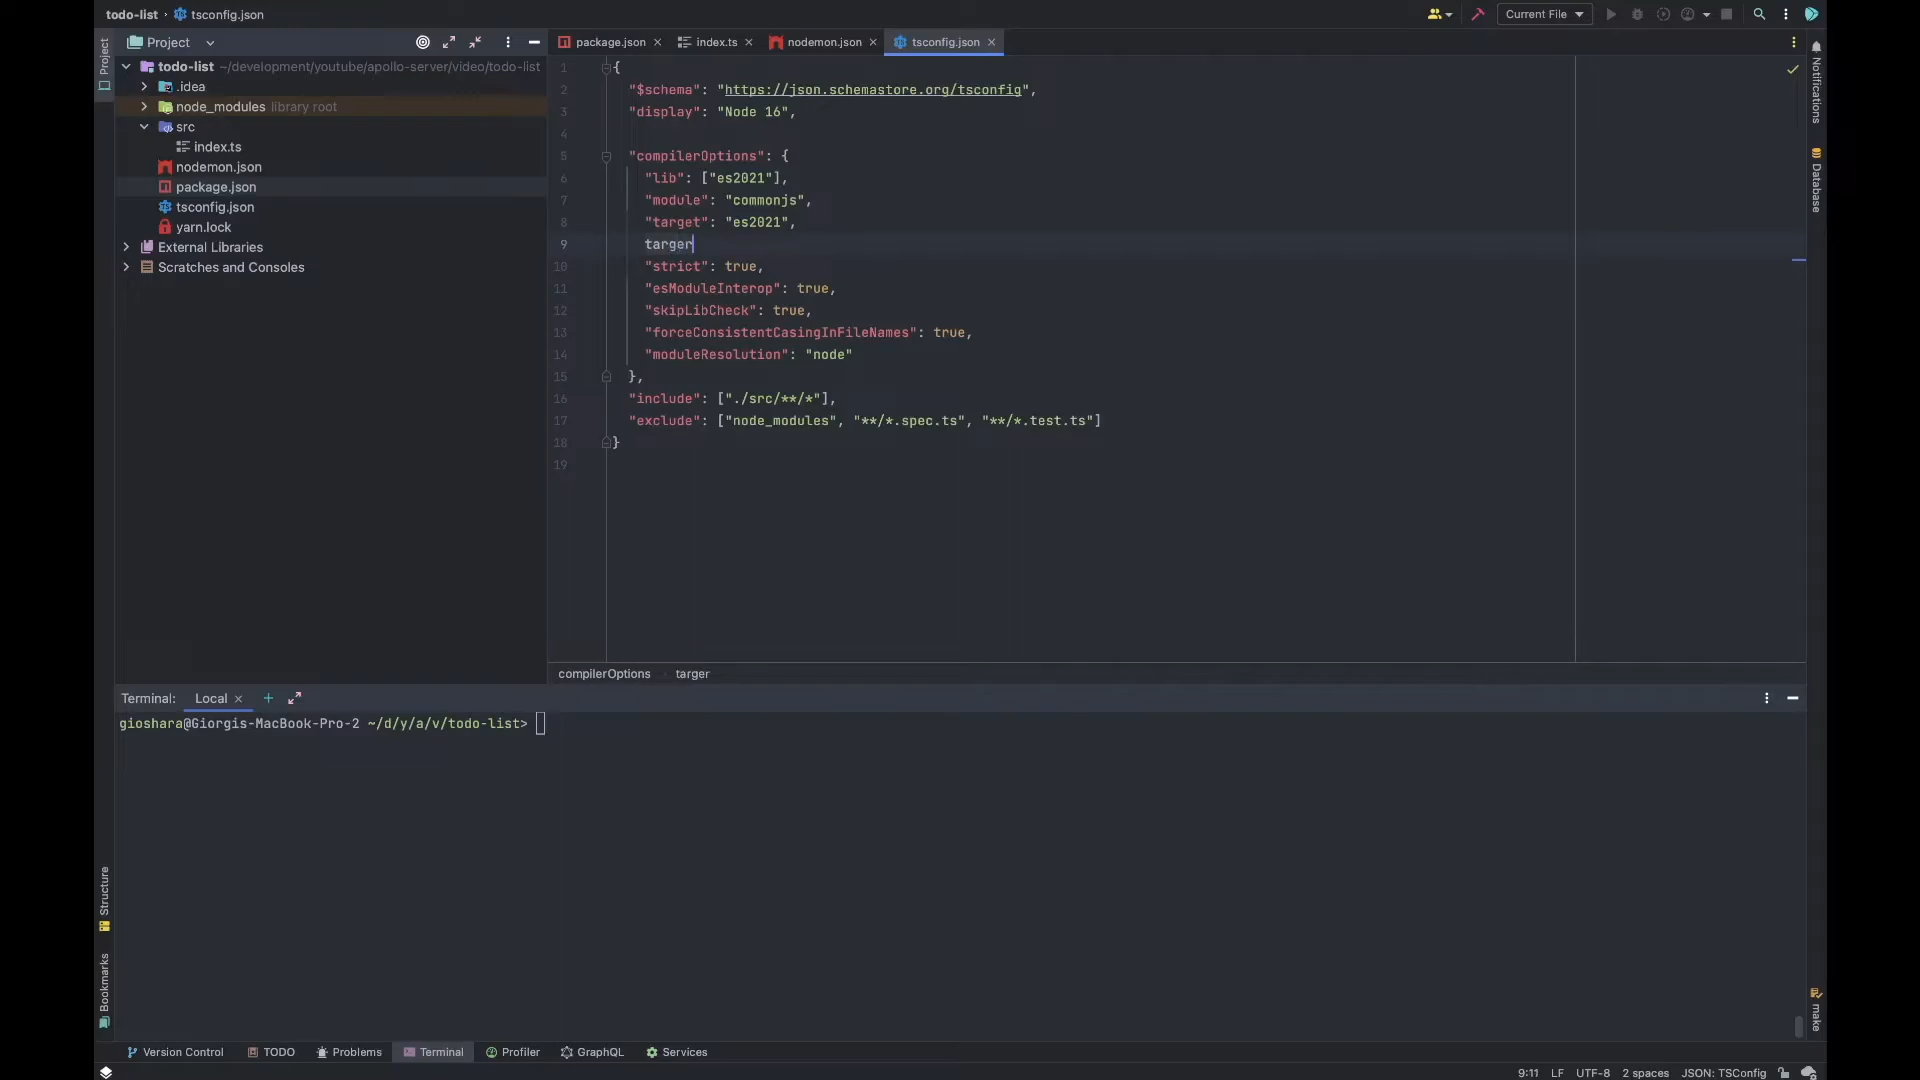 todo-list › tsconfig.json
Current File
Project
Project
package.json
index.ts
nodemon.json
tsconfig.json
todo-list ~/development/youtube/apollo-server/video/todo-list
.idea
node_modules library root
src
index.ts
nodemon.json
package.json
tsconfig.json
yarn.lock
External Libraries
Scratches and Consoles
1 {
2 "$schema": "https://json.schemastore.org/tsconfig",
3 "display": "Node 16",
4
5 "compilerOptions": {
6 "lib": ["es2021"],
7 "module": "commonjs",
8 "target": "es2021",
9 targer
10 "strict": true,
11 "esModuleInterop": true,
12 "skipLibCheck": true,
13 "forceConsistentCasingInFileNames": true,
14 "moduleResolution": "node"
15 },
16 "include": ["./src/**/*"],
17 "exclude": ["node_modules", "**/*.spec.ts", "**/*.test.ts"]
18 }
19
Notifications
Database
make
compilerOptions › targer
Terminal: Local
gioshara@Giorgis-MacBook-Pro-2 ~/d/y/a/v/todo-list>
Structure
Bookmarks
Version Control TODO Problems Terminal Profiler GraphQL Services
9:11 LF UTF-8 2 spaces JSON: TSConfig